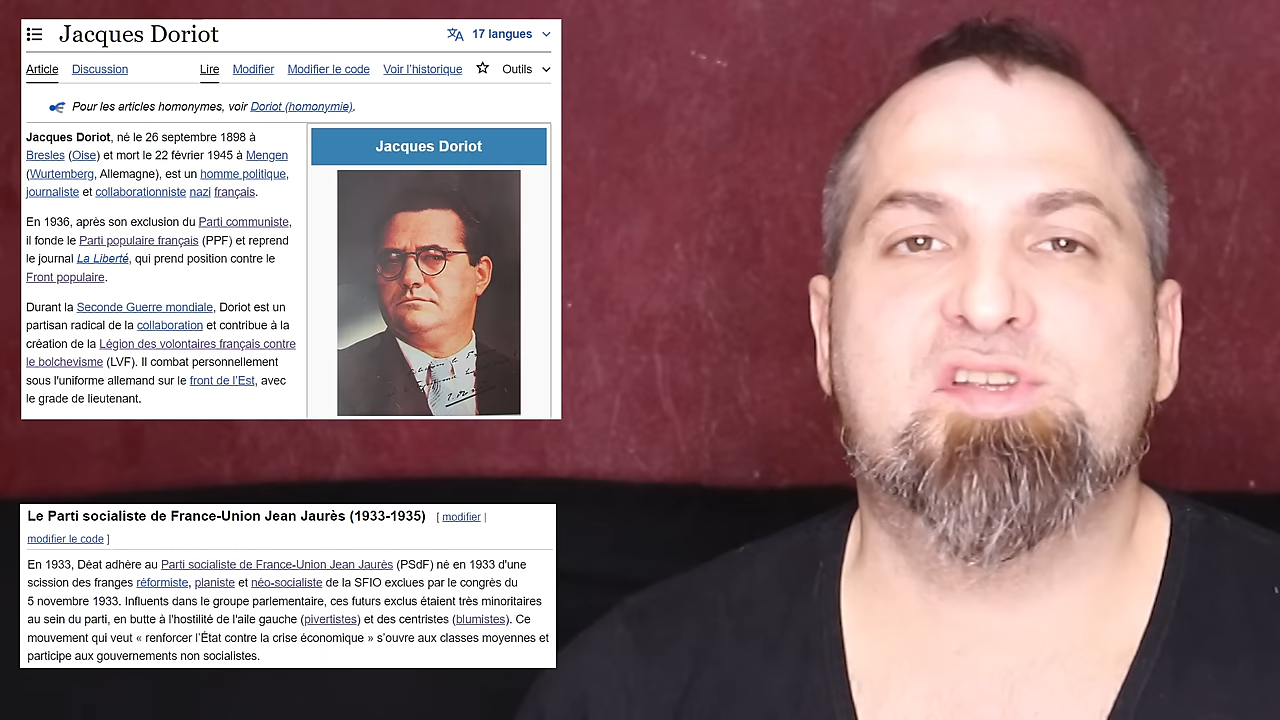 Jacques Doriot
17 langues
Article Discussion Lire Modifier Modifier le code Voir l'historique Outils
Pour les articles homonymes, voir Doriot (homonymie).
Jacques Doriot, né le 26 septembre 1898 à
Bresles (Oise) et mort le 22 février 1945 à Mengen
(Wurtemberg, Allemagne), est un homme politique,
journaliste et collaborationniste nazi français.
En 1936, après son exclusion du Parti communiste,
il fonde le Parti populaire français (PPF) et reprend
le journal La Liberté, qui prend position contre le
Front populaire.
Durant la Seconde Guerre mondiale, Doriot est un
partisan radical de la collaboration et contribue à la
création de la Légion des volontaires français contre
le bolchevisme (LVF). Il combat personnellement
sous l'uniforme allemand sur le front de l'Est, avec
le grade de lieutenant.
Jacques Doriot
Le Parti socialiste de France-Union Jean Jaurès (1933-1935) [ modifier |
modifier le code ]
En 1933, Déat adhère au Parti socialiste de France-Union Jean Jaurès (PSdF) né en 1933 d'une
scission des franges réformiste, planiste et néo-socialiste de la SFIO exclues par le congrès du
5 novembre 1933. Influents dans le groupe parlementaire, ces futurs exclus étaient très minoritaires
au sein du parti, en butte à l'hostilité de l'aile gauche (pivertistes) et des centristes (blumistes). Ce
mouvement qui veut « renforcer l'État contre la crise économique » s'ouvre aux classes moyennes et
participe aux gouvernements non socialistes.